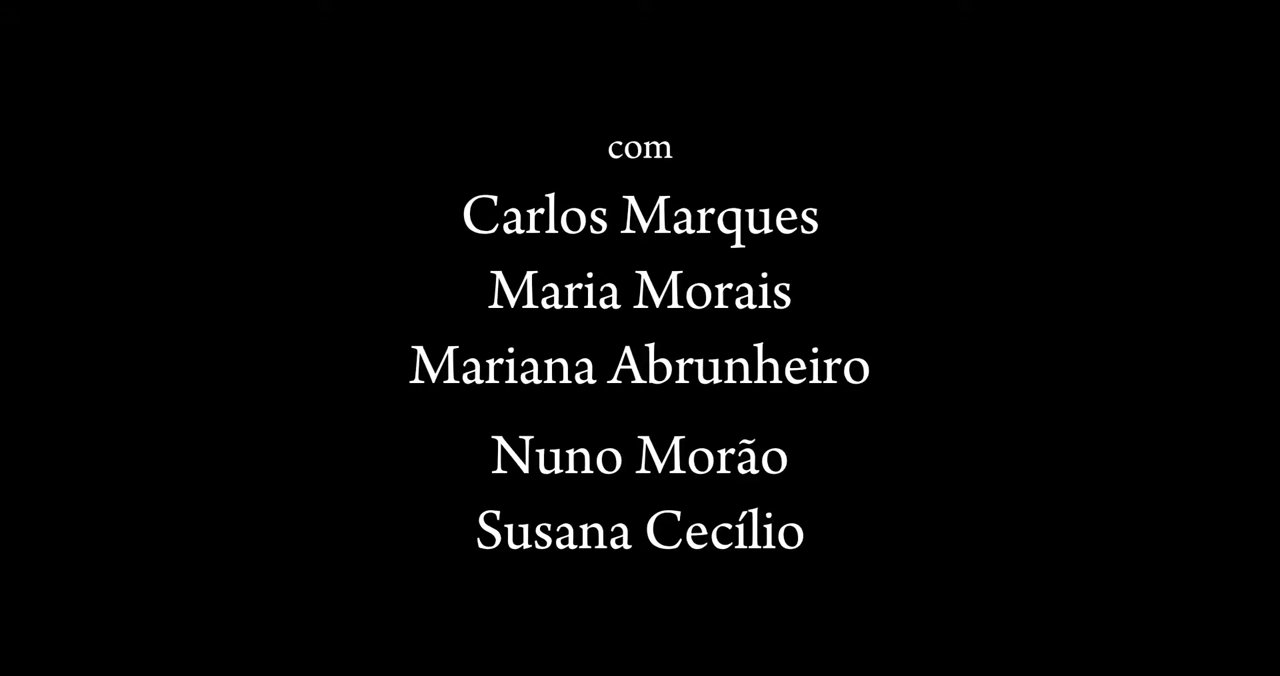 com
Carlos Marques
Maria Morais
Mariana Abrunheiro
Nuno Morão
Susana Cecílio